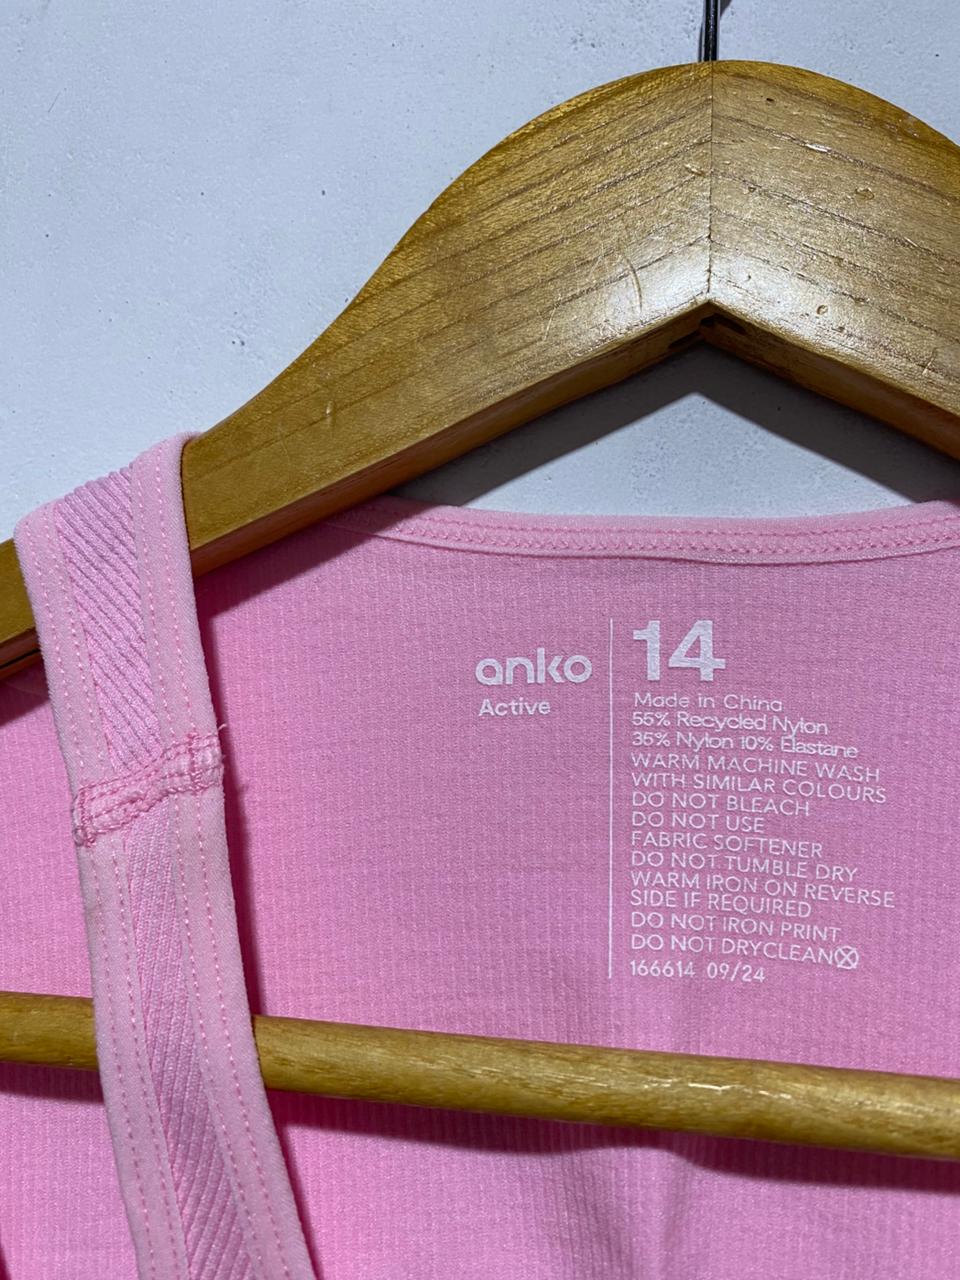 anko
Active
14
Made in China
55% Recycled Nylon
35% Nylon 10% Elastane
WARM MACHINE WASH
WITH SIMILAR COLOURS
DO NOT BLEACH
DO NOT USE
FABRIC SOFTENER
DO NOT TUMBLE DRY
WARM IRON ON REVERSE
SIDE IF REQUIRED
DO NOT IRON PRINT
DO NOT DRYCLEAN
166614 09/24